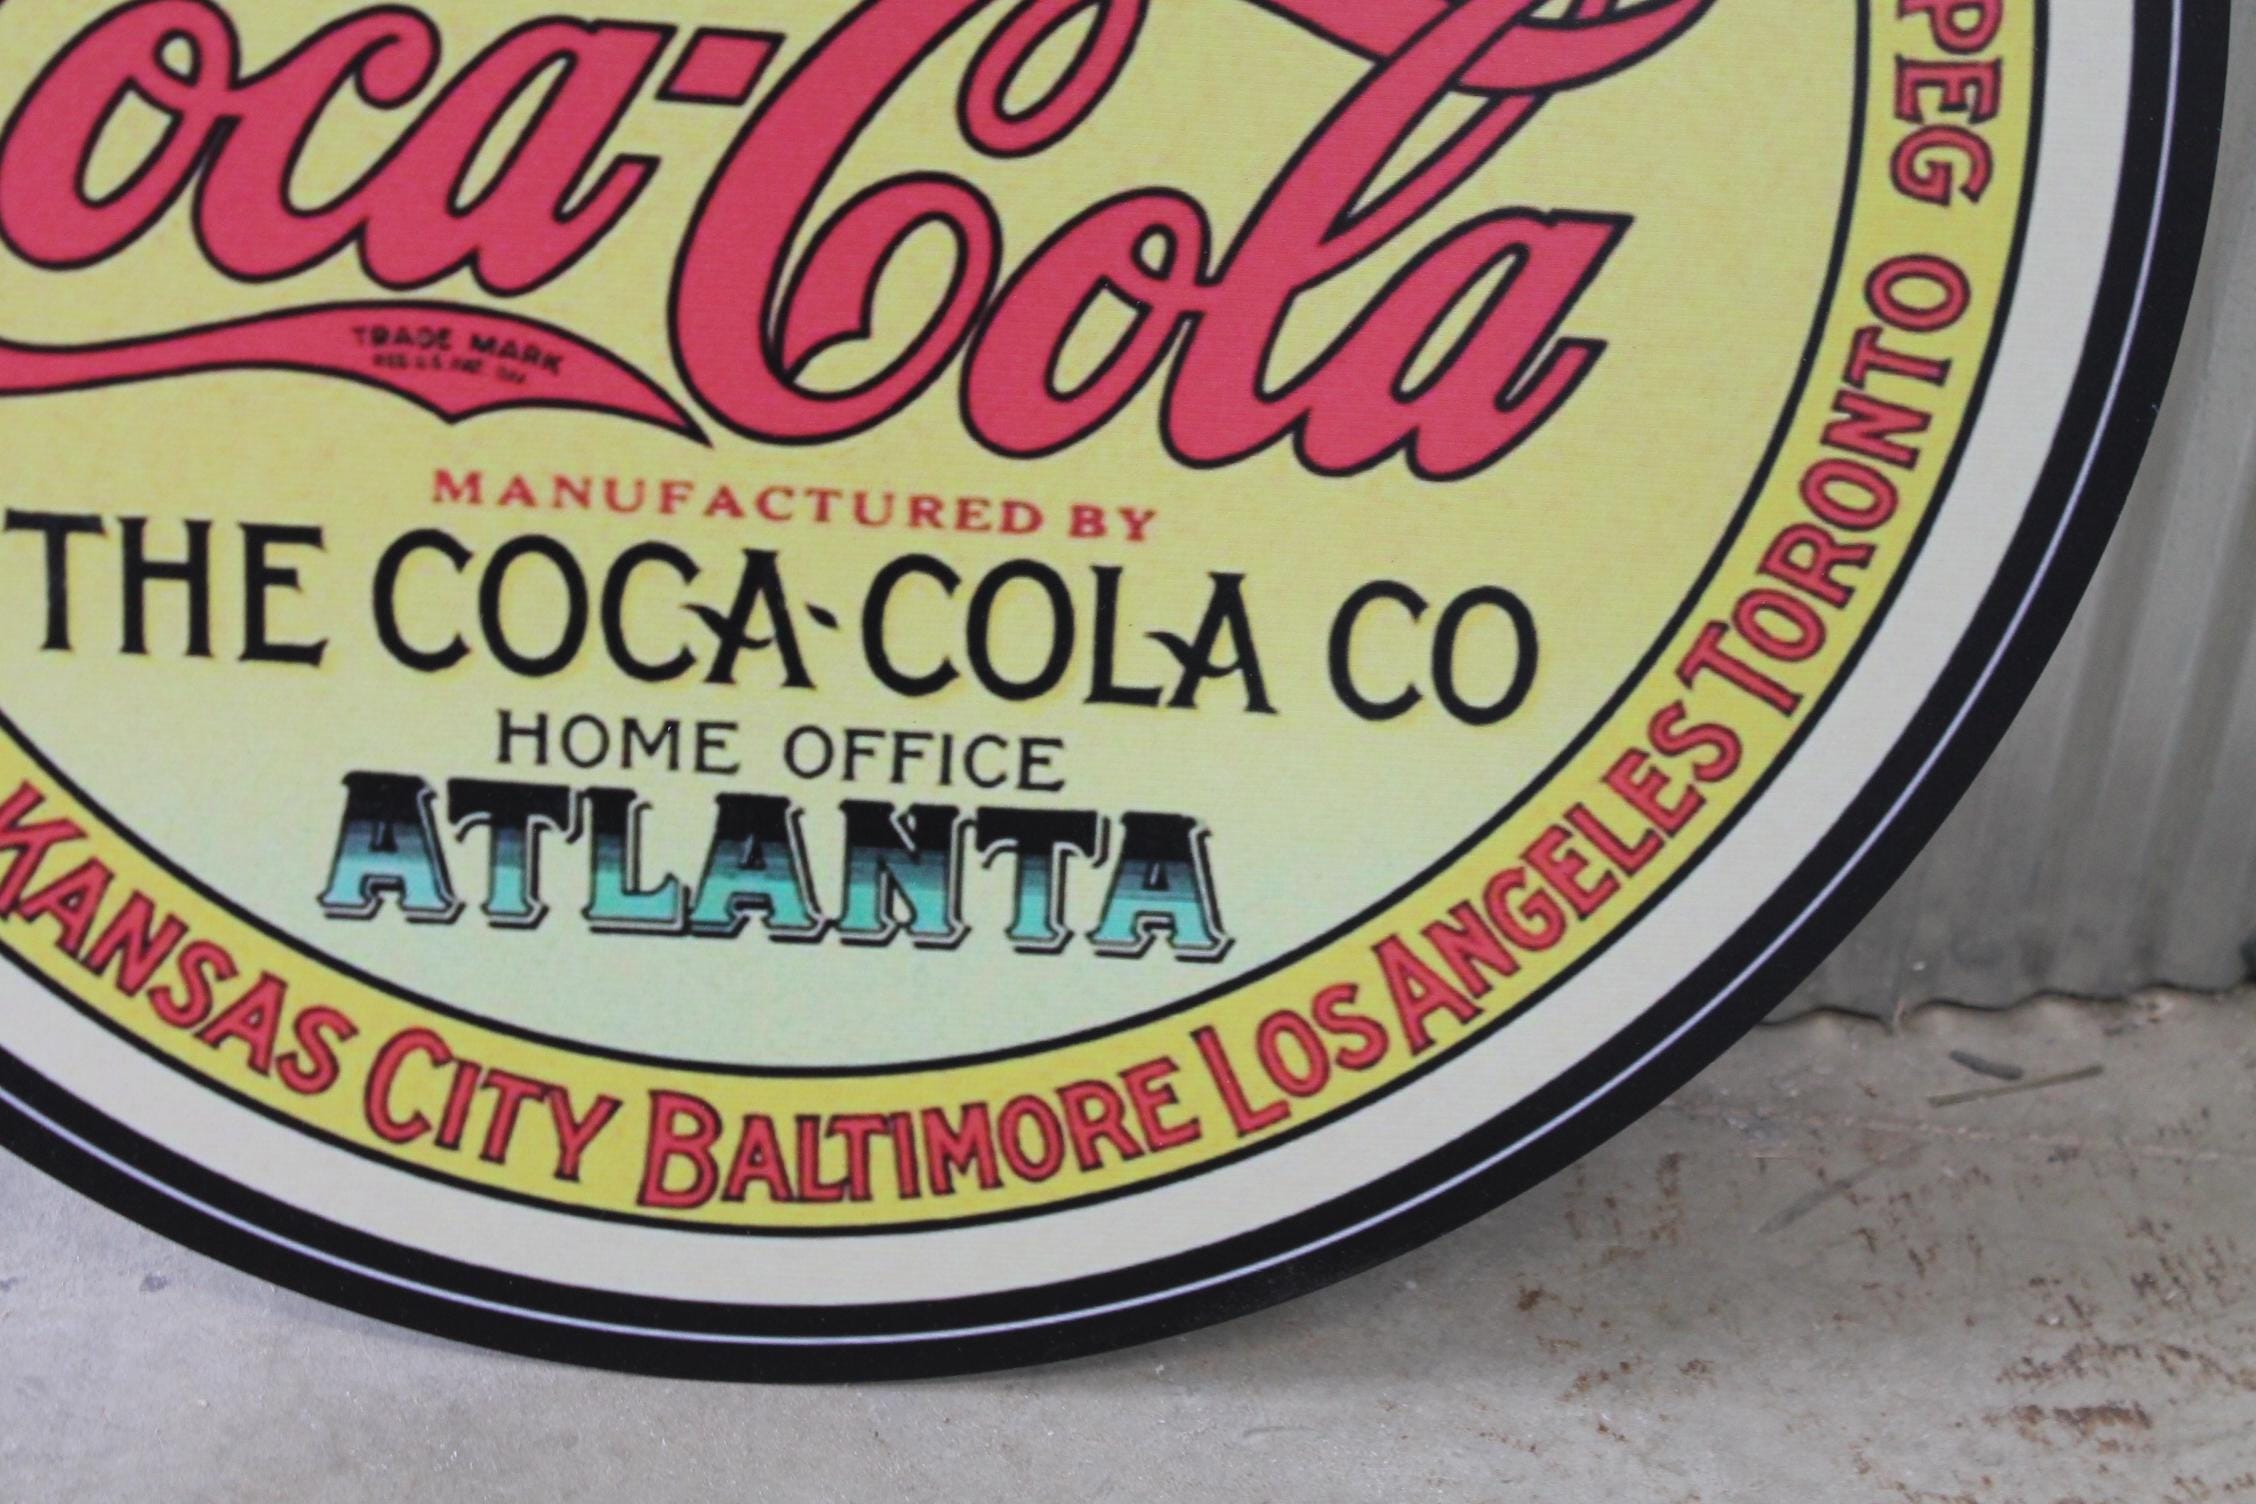 oca-Cola
TRADE MARK
MANUFACTURED BY
THE COCA-COLA CO
HOME OFFICE
ATLANTA
KANSAS CITY BALTIMORE LOS ANGELES TORONTO
PEG